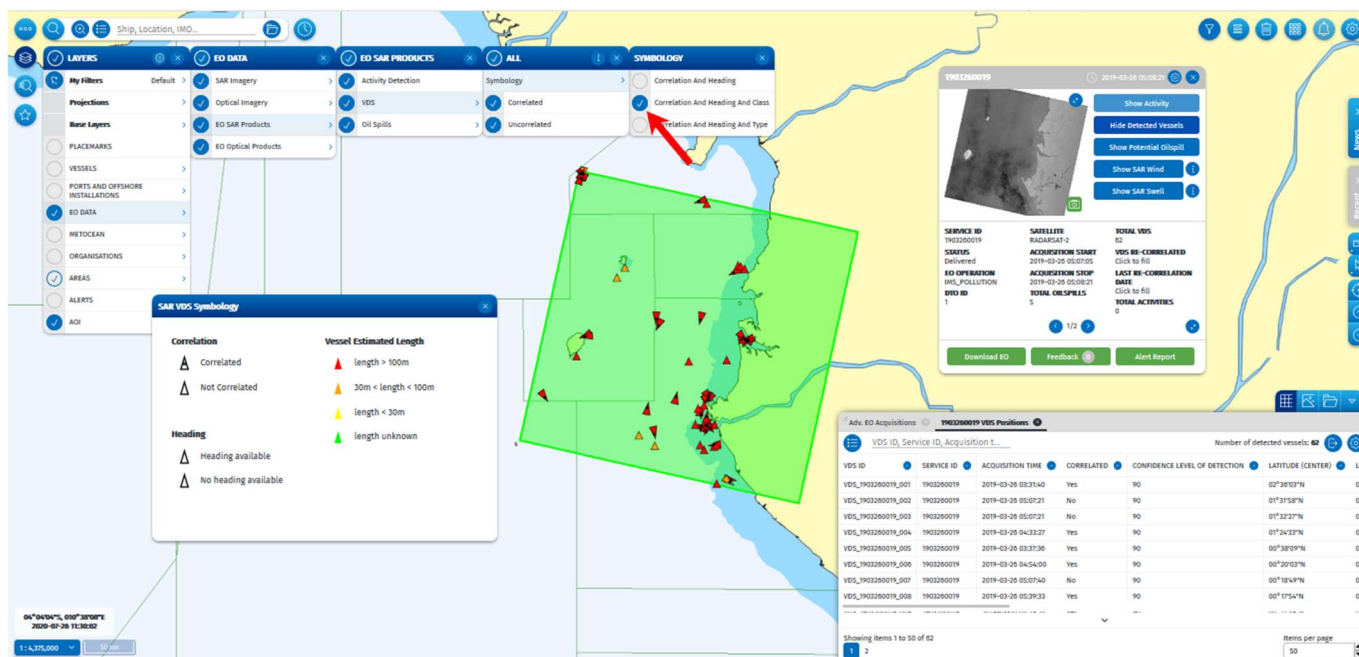 Ship, Location, IMO...
LAYERS
My Filters Default
Projections
Base Layers
PLACEMARKS
VESSELS
PORTS AND OFFSHORE
INSTALLATIONS
EO DATA
METOCEAN
ORGANISATIONS
AREAS
ALERTS
AOI
EO DATA
SAR Imagery
Optical Imagery
EO SAR Products
EO Optical Products
EO SAR PRODUCTS
Activity Detection
VDS
Oil Spills
ALL
Symbology
Correlated
Uncorrelated
SYMBOLOGY
Correlation And Heading
Correlation And Heading And Class
Correlation And Heading And Type
1903260019 2019-03-26 05:08:21
Show Activity
Hide Detected Vessels
Show Potential Oilspill
Show SAR Wind
Show SAR Swell
SERVICE ID
1903260019
STATUS
Delivered
EO OPERATION
IMS_POLLUTION
DTO ID
1
SATELLITE
RADARSAT-2
ACQUISITION START
2019-03-26 05:07:05
ACQUISITION STOP
2019-03-26 05:08:21
TOTAL OILSPILLS
5
TOTAL VDS
62
VDS RE-CORRELATED
Click to fill
LAST RE-CORRELATION
DATE
Click to fill
TOTAL ACTIVITIES
0
1/2
Download EO
Feedback 0
Alert Report
News
Recent
SAR VDS Symbology
Correlation
Correlated
Not Correlated
Heading
Heading available
No heading available
Vessel Estimated Length
length > 100m
30m < length < 100m
length < 30m
length unknown
Adv. EO Acquisitions 1903260019 VDS Positions
VDS ID, Service ID, Acquisition t... Number of detected vessels: 62
VDS ID SERVICE ID ACQUISITION TIME CORRELATED CONFIDENCE LEVEL OF DETECTION LATITUDE (CENTER)
VDS_1903260019_001 1903260019 2019-03-26 03:31:40 Yes 90 02°36'03"N
VDS_1903260019_002 1903260019 2019-03-26 05:07:21 No 90 01°31'58"N
VDS_1903260019_003 1903260019 2019-03-26 05:07:21 No 90 01°32'27"N
VDS_1903260019_004 1903260019 2019-03-26 04:33:27 Yes 90 01°24'33"N
VDS_1903260019_005 1903260019 2019-03-26 03:37:36 Yes 90 00°38'09"N
VDS_1903260019_006 1903260019 2019-03-26 04:54:00 Yes 90 00°20'03"N
VDS_1903260019_007 1903260019 2019-03-26 05:07:40 No 90 00°18'49"N
VDS_1903260019_008 1903260019 2019-03-26 05:39:33 Yes 90 00°17'54"N
Showing items 1 to 50 of 62
1 2
Items per page
50
04°04'04"S, 010°38'08"E
2020-07-26 11:30:02
1 : 4,375,000
50 nm